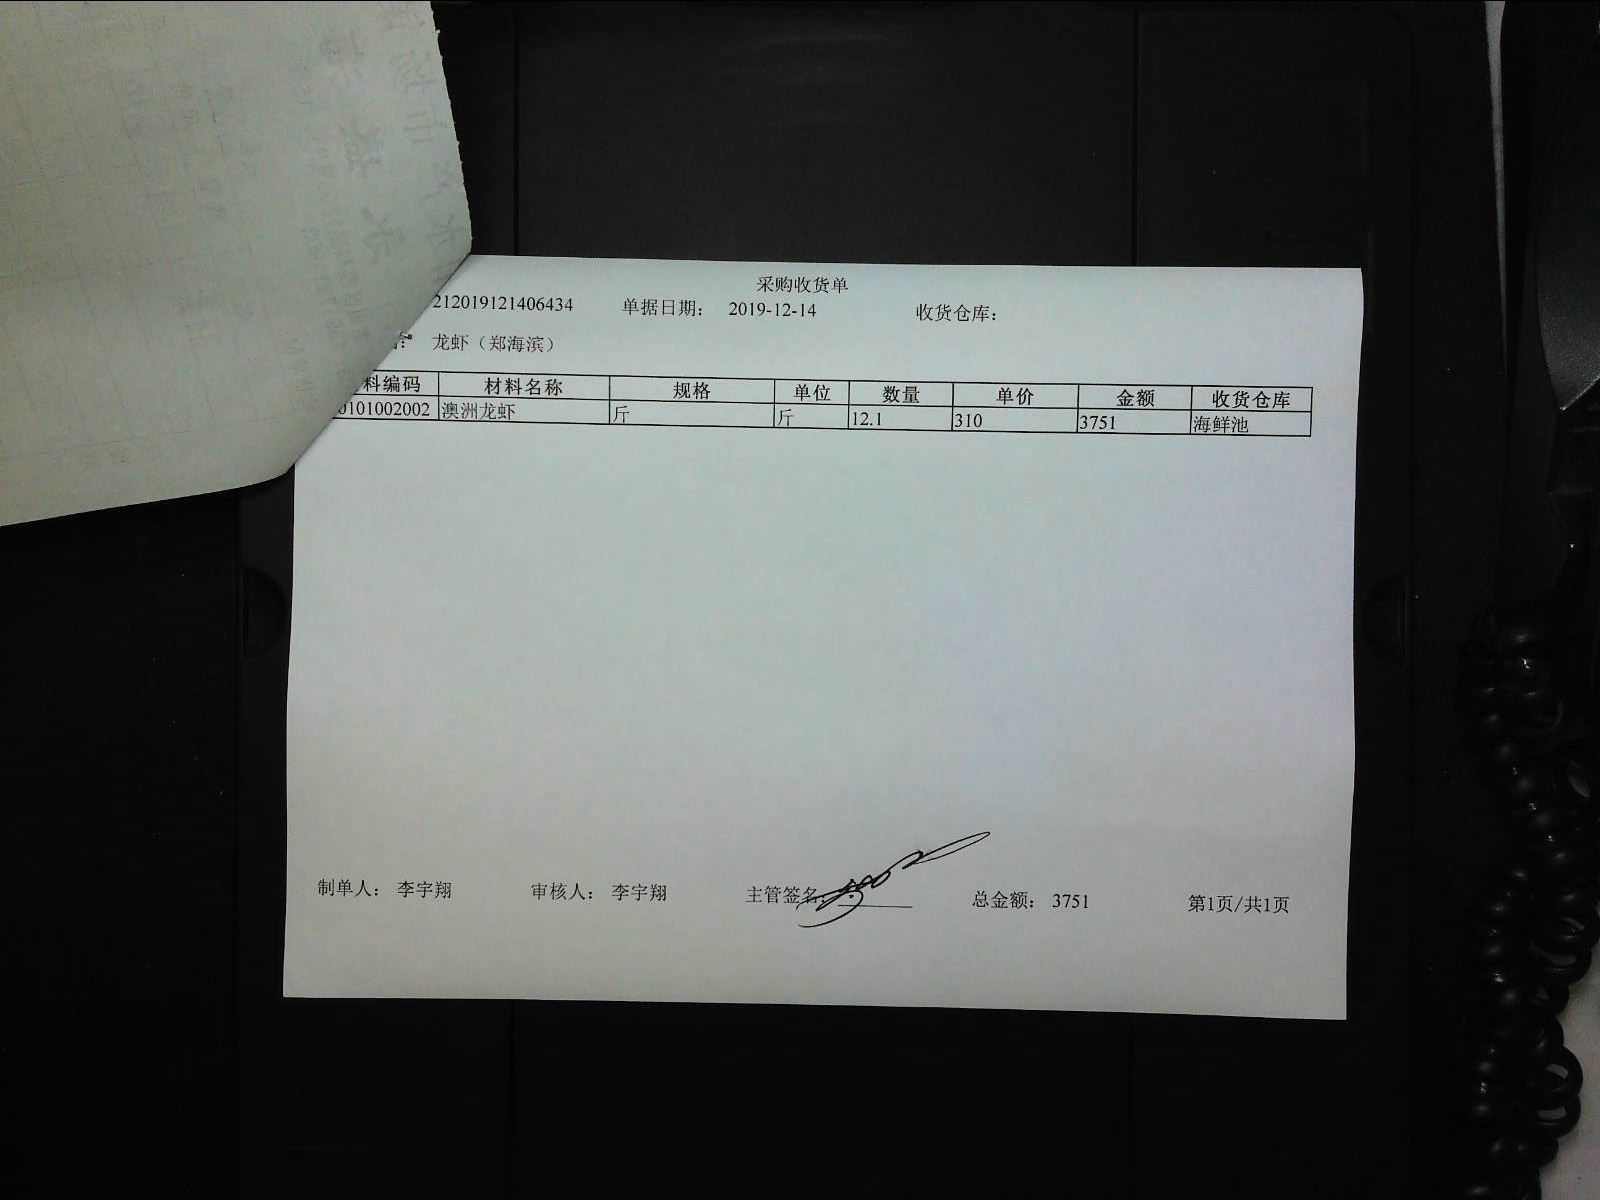 采购收货单
212019121406434 单据日期： 2019-12-14 收货仓库：
龙虾（郑海滨）
料编码 材料名称 规格 单位 数量 单价 金额 收货仓库
0101002002 澳洲龙虾 斤 斤 12.1 310 3751 海鲜池
制单人： 李宇翔 审核人： 李宇翔 主管签名： 总金额： 3751 第1页/共1页